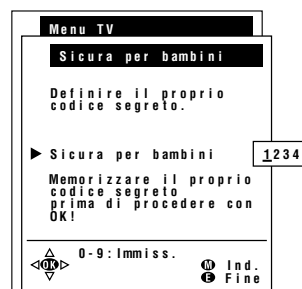 Menu TV
Sicura per bambini
Definire il proprio
codice segreto.
Sicura per bambini 1234
Memorizzare il proprio
codice segreto
prima di procedere con
OK!
0-9:Immiss.
OK
M Ind.
E Fine